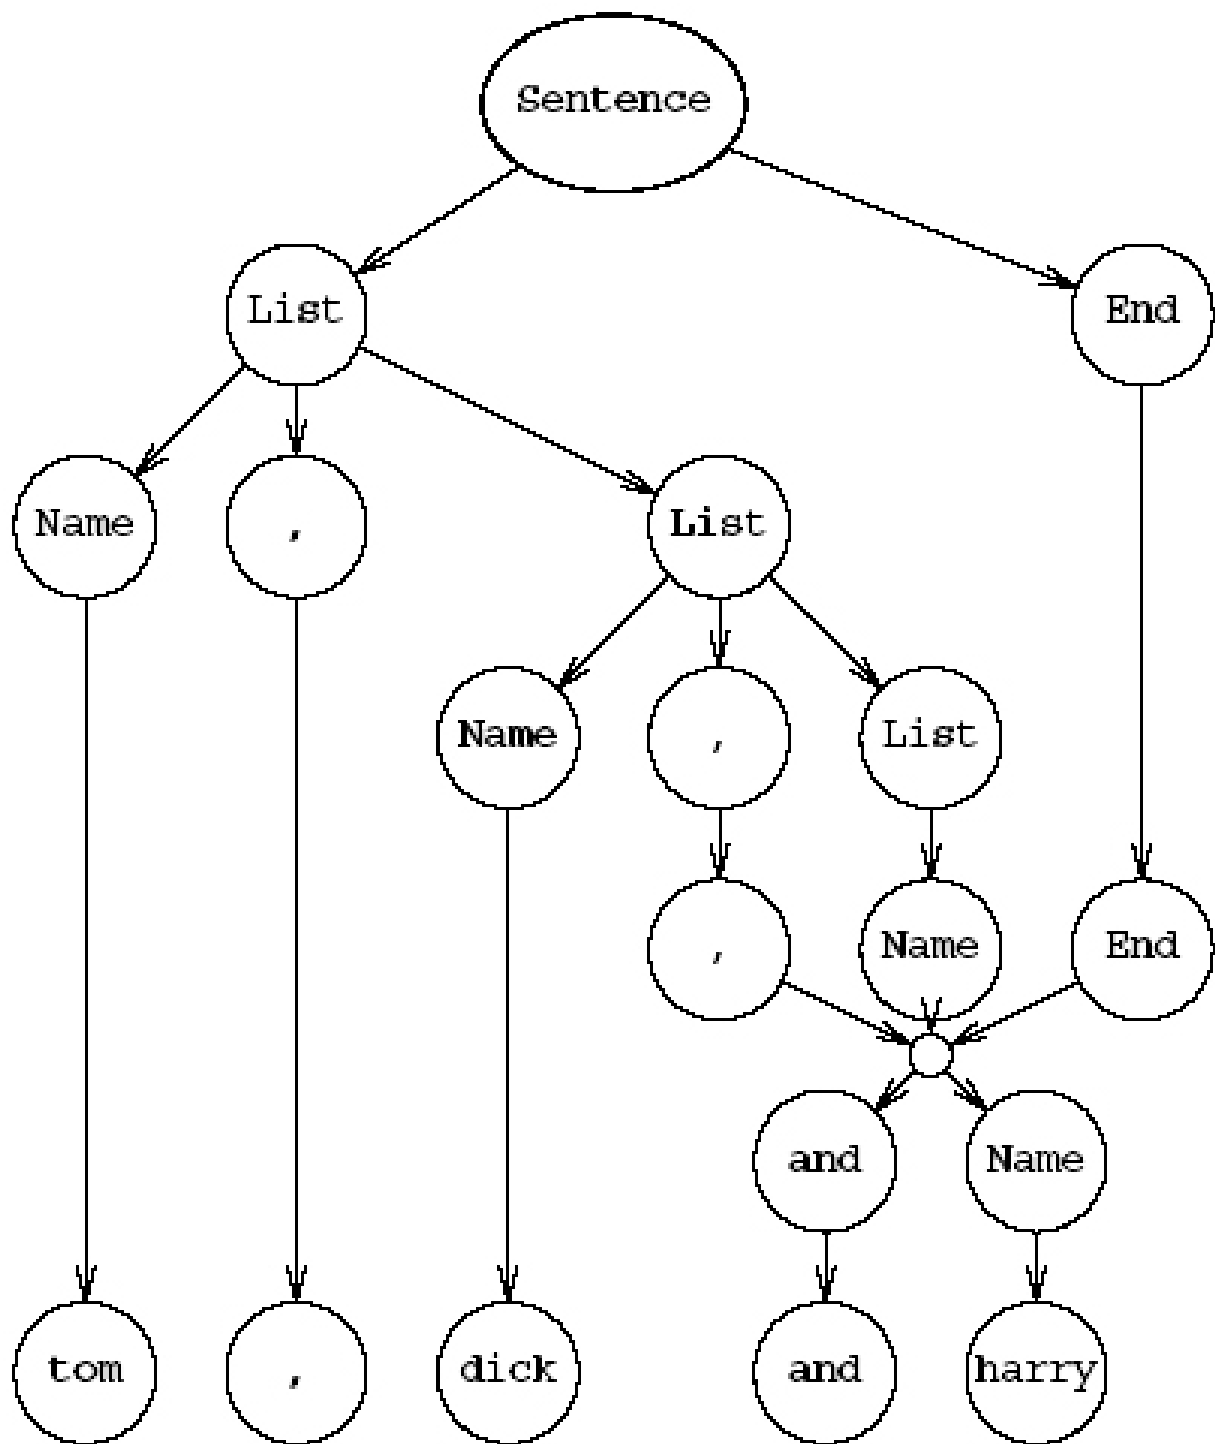 Sentence
List End
Name , List
Name , List
, Name End
and Name
tom , dick and harry